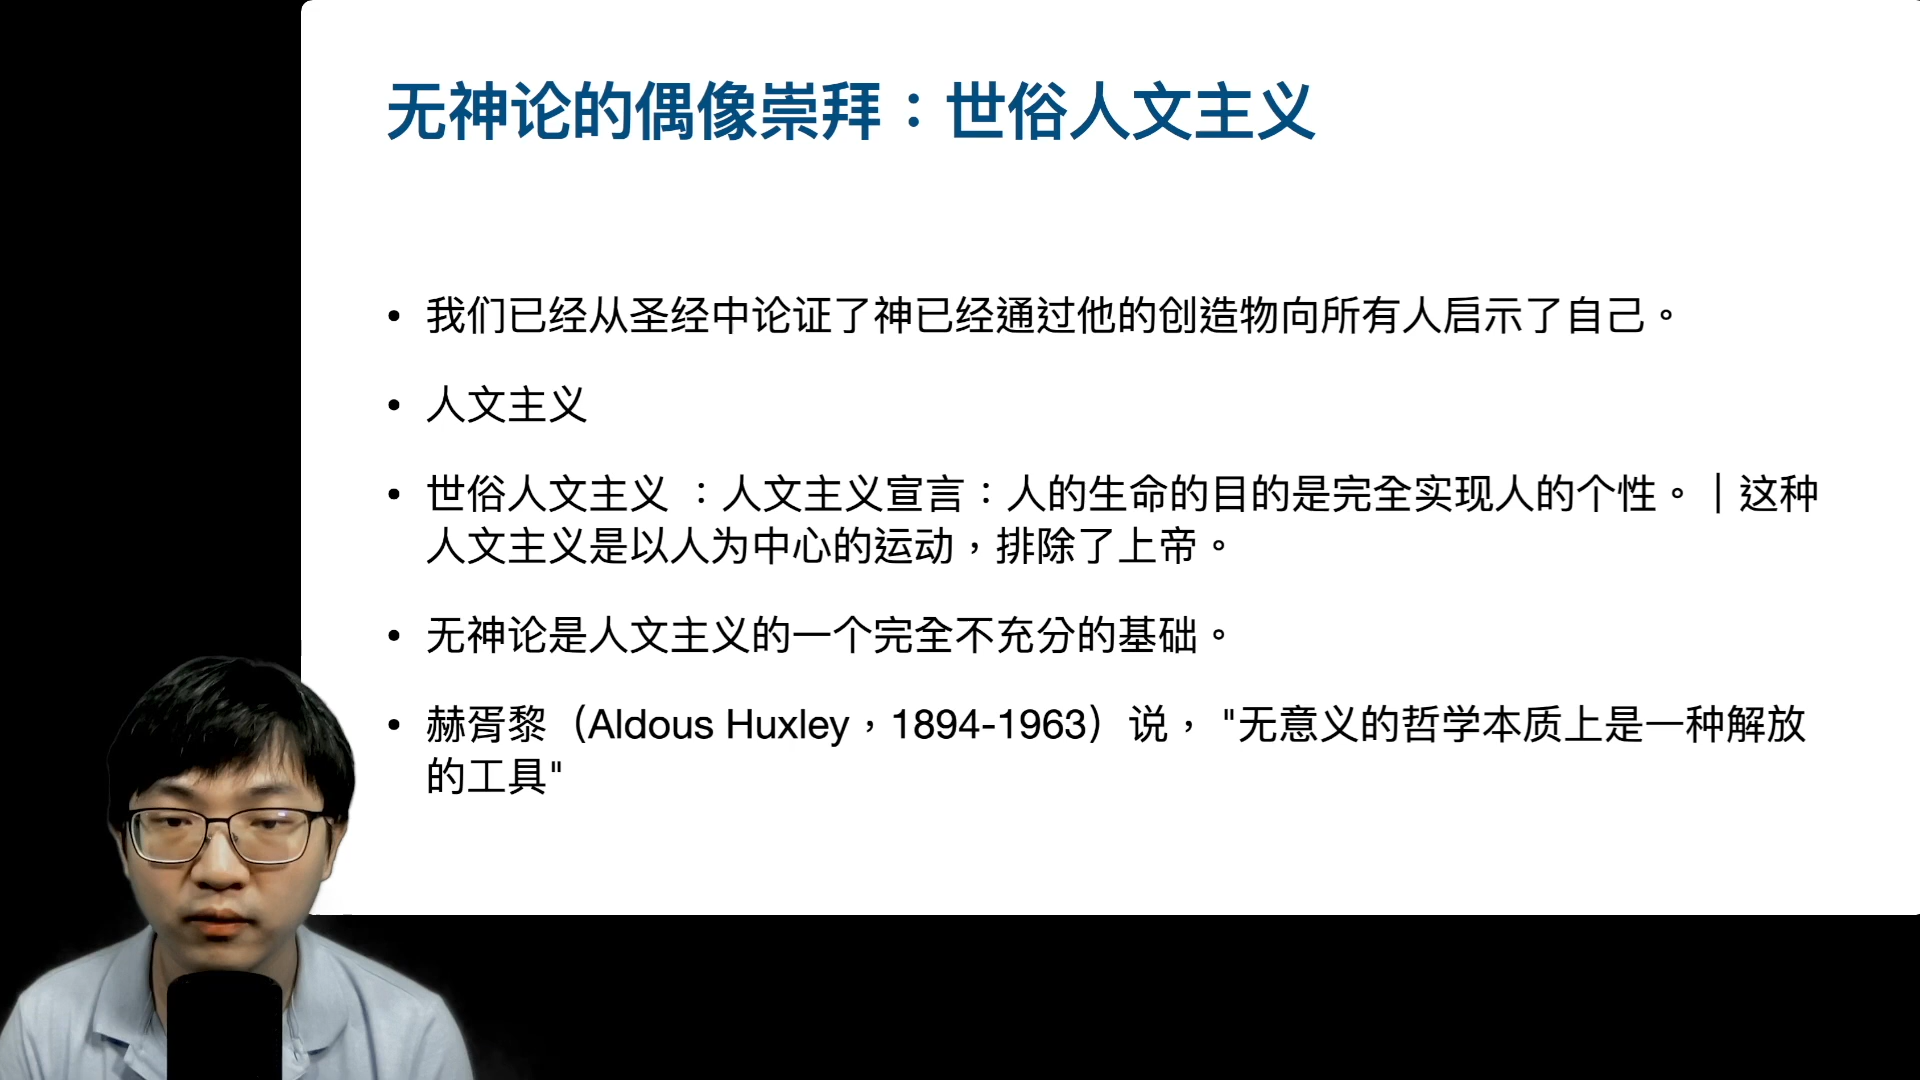 无神论的偶像崇拜：世俗人文主义
• 我们已经从圣经中论证了神已经通过他的创造物向所有人启示了自己。
• 人文主义
• 世俗人文主义 ：人文主义宣言：人的生命的目的是完全实现人的个性。｜这种
人文主义是以人为中心的运动，排除了上帝。
• 无神论是人文主义的一个完全不充分的基础。
• 赫胥黎（Aldous Huxley，1894-1963）说， "无意义的哲学本质上是一种解放
的工具"